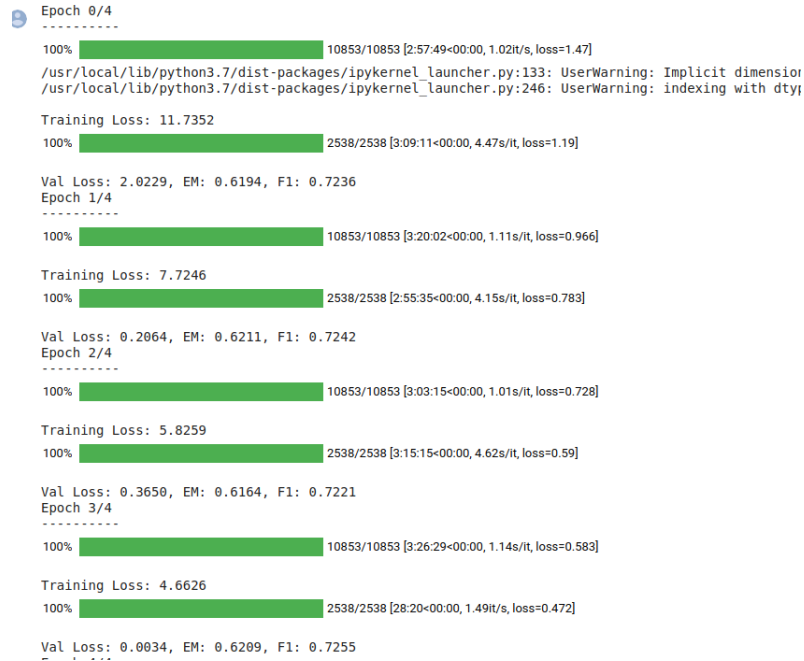 Epoch 0/4
----------
100% 10853/10853 [2:57:49<00:00, 1.02it/s, loss=1.47]
/usr/local/lib/python3.7/dist-packages/ipykernel_launcher.py:133: UserWarning: Implicit dimension
/usr/local/lib/python3.7/dist-packages/ipykernel_launcher.py:246: UserWarning: indexing with dtyp
Training Loss: 11.7352
100% 2538/2538 [3:09:11<00:00, 4.47s/it, loss=1.19]
Val Loss: 2.0229, EM: 0.6194, F1: 0.7236
Epoch 1/4
----------
100% 10853/10853 [3:20:02<00:00, 1.11s/it, loss=0.966]
Training Loss: 7.7246
100% 2538/2538 [2:55:35<00:00, 4.15s/it, loss=0.783]
Val Loss: 0.2064, EM: 0.6211, F1: 0.7242
Epoch 2/4
----------
100% 10853/10853 [3:03:15<00:00, 1.01s/it, loss=0.728]
Training Loss: 5.8259
100% 2538/2538 [3:15:15<00:00, 4.62s/it, loss=0.59]
Val Loss: 0.3650, EM: 0.6164, F1: 0.7221
Epoch 3/4
----------
100% 10853/10853 [3:26:29<00:00, 1.14s/it, loss=0.583]
Training Loss: 4.6626
100% 2538/2538 [28:20<00:00, 1.49it/s, loss=0.472]
Val Loss: 0.0034, EM: 0.6209, F1: 0.7255